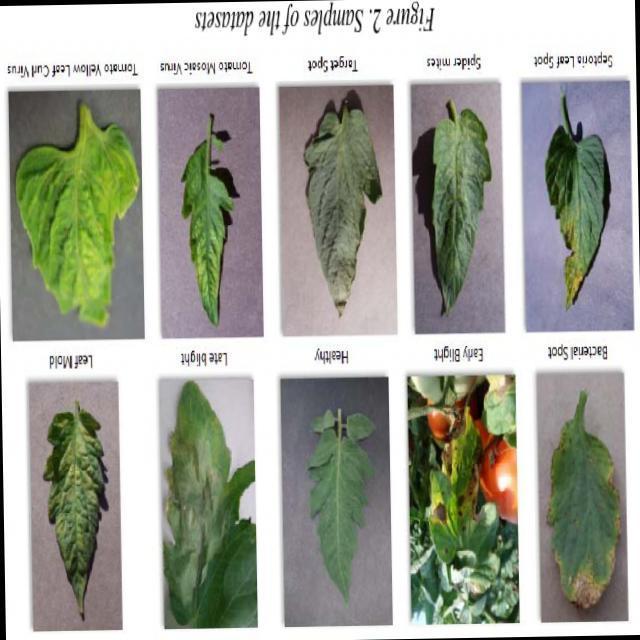 Bacterial Spot
Early Blight
Healthy
Late blight
Leaf Mold
Septoria Leaf Spot
Spider mites
Target Spot
Tomato Mosaic Virus
Tomato Yellow Leaf Curl Virus
Figure 2. Samples of the datasets